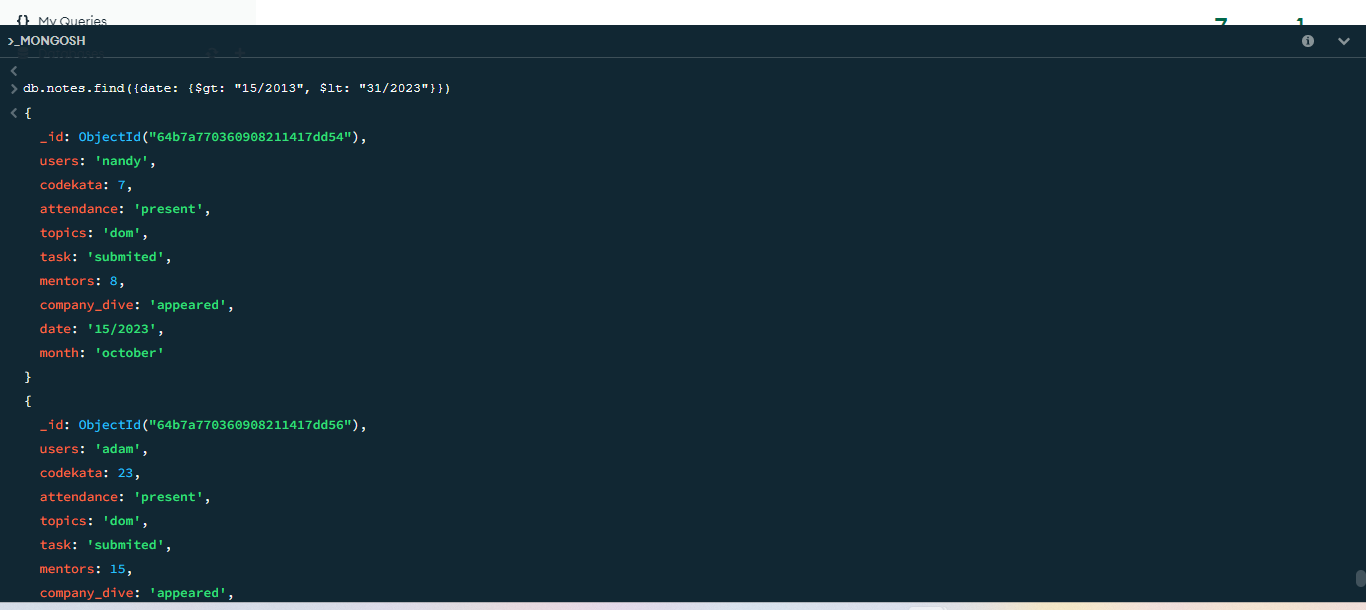 {} My Queries
>_MONGOSH
> db.notes.find({date: {$gt: "15/2013", $lt: "31/2023"}})
< {
_id: ObjectId("64b7a770360908211417dd54"),
users: 'nandy',
codekata: 7,
attendance: 'present',
topics: 'dom',
task: 'submited',
mentors: 8,
company_dive: 'appeared',
date: '15/2023',
month: 'october'
}
{
_id: ObjectId("64b7a770360908211417dd56"),
users: 'adam',
codekata: 23,
attendance: 'present',
topics: 'dom',
task: 'submited',
mentors: 15,
company_dive: 'appeared',